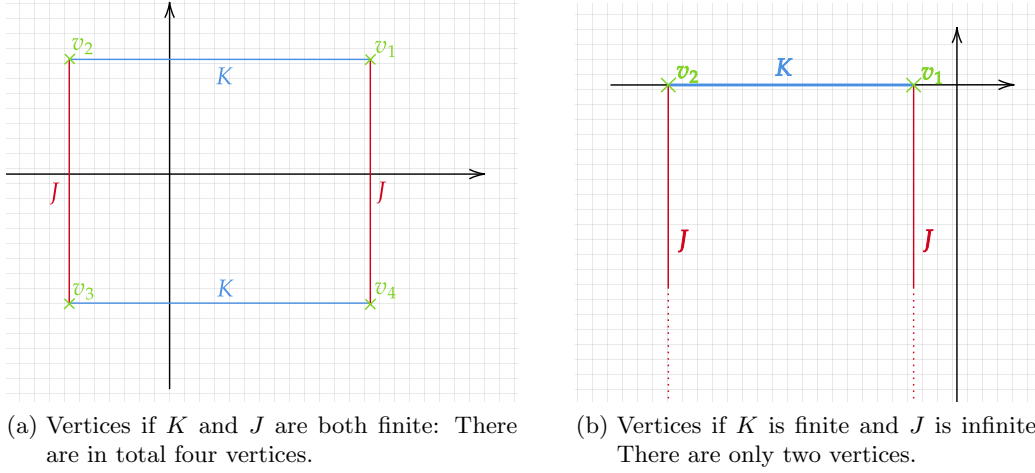 v₂ v₁
K
J J
K
v₃ v₄
(a) Vertices if K and J are both finite: There
are in total four vertices.
v₂ K v₁
J J
(b) Vertices if K is finite and J is infinite
There are only two vertices.